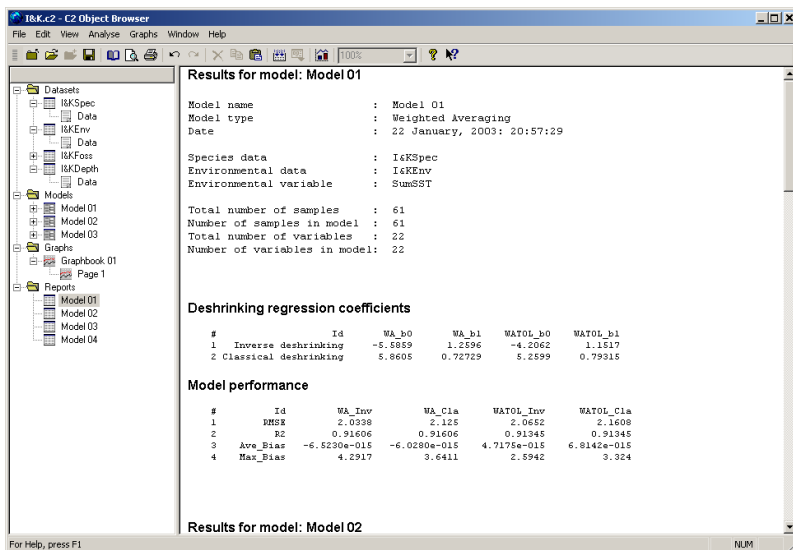 I&K.c2 - C2 Object Browser
File Edit View Analyse Graphs Window Help
100%
Datasets
I&KSpec
Data
I&KEnv
Data
I&KFoss
I&KDepth
Data
Models
Model 01
Model 02
Model 03
Graphs
Graphbook 01
Page 1
Reports
Model 01
Model 02
Model 03
Model 04
Results for model: Model 01
Model name : Model 01
Model type : Weighted Averaging
Date : 22 January, 2003: 20:57:29
Species data : I&KSpec
Environmental data : I&KEnv
Environmental variable : SumSST
Total number of samples : 61
Number of samples in model : 61
Total number of variables : 22
Number of variables in model: 22
Deshrinking regression coefficients
# Id WA_b0 WA_b1 WATOL_b0 WATOL_b1
1 Inverse deshrinking -5.5859 1.2596 -4.2062 1.1517
2 Classical deshrinking 5.8605 0.72729 5.2599 0.79315
Model performance
# Id WA_Inv WA_Cla WATOL_Inv WATOL_Cla
1 RMSE 2.0338 2.125 2.0652 2.1608
2 R2 0.91606 0.91606 0.91345 0.91345
3 Ave_Bias -6.5230e-015 -6.0280e-015 4.7175e-015 6.8142e-015
4 Max_Bias 4.2917 3.6411 2.5942 3.324
Results for model: Model 02
For Help, press F1
NUM